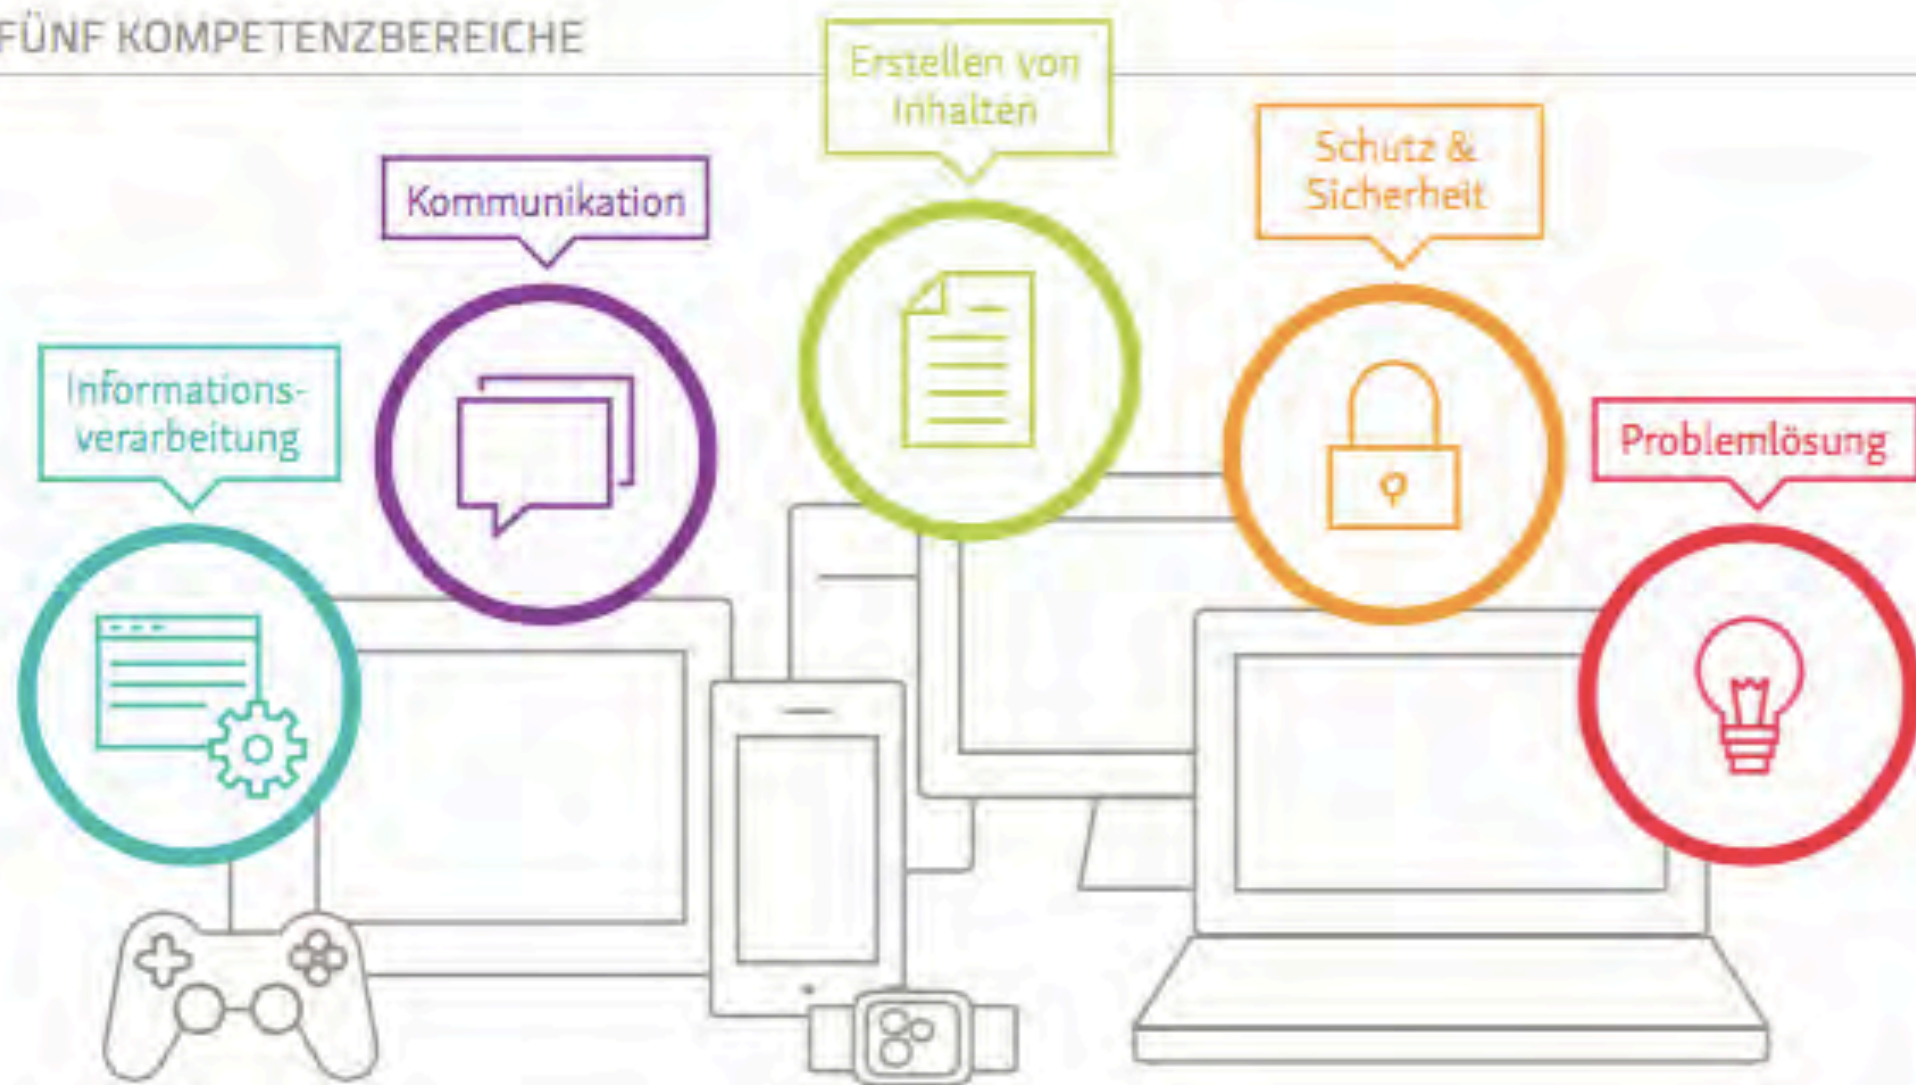 FÜNF KOMPETENZBEREICHE
Informations-
verarbeitung
Kommunikation
Erstellen von
Inhalten
Schutz &
Sicherheit
Problemlösung